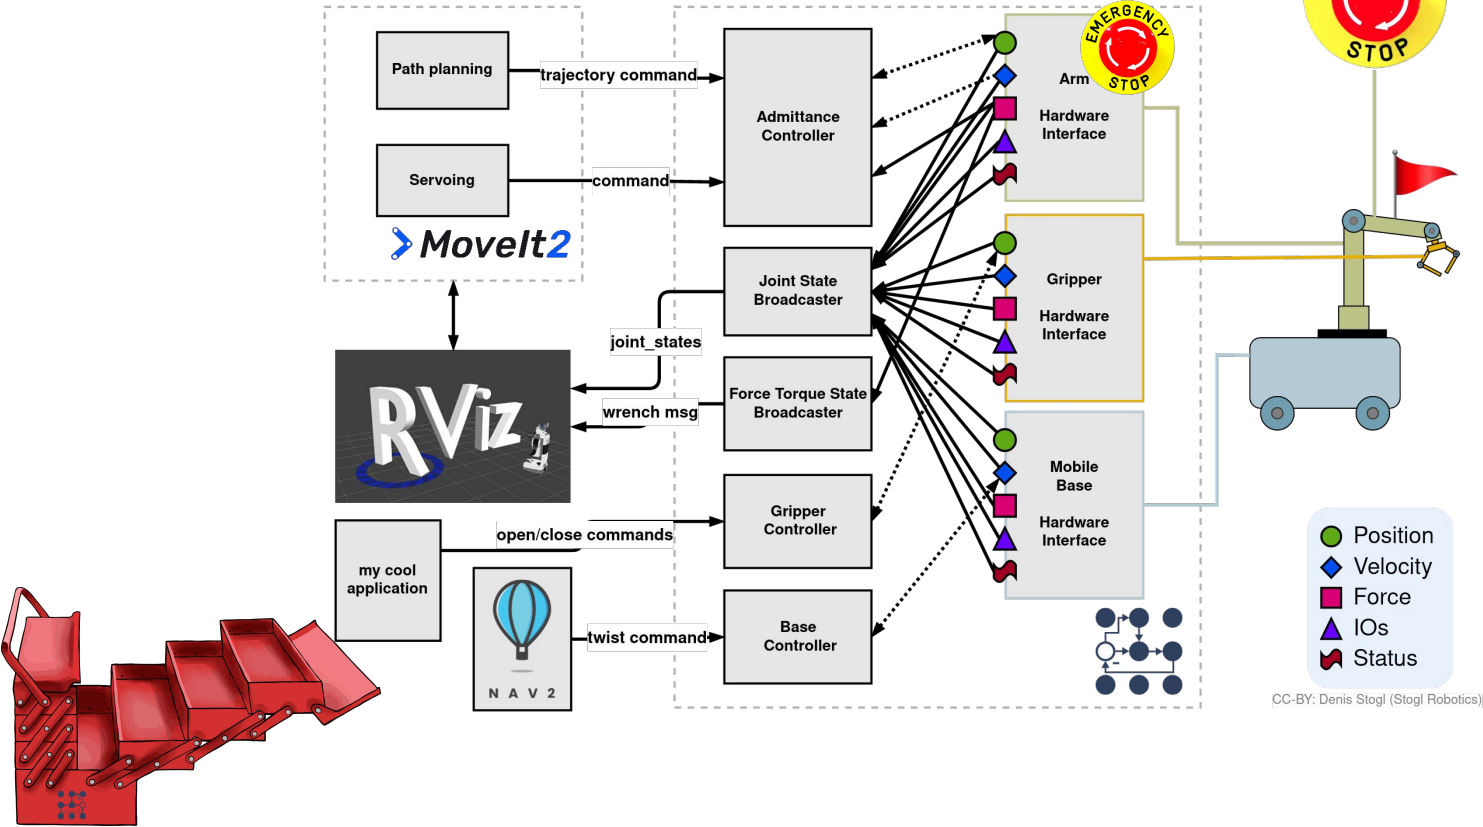 Path planning
trajectory command
Servoing
command
MoveIt2
Admittance
Controller
Joint State
Broadcaster
joint_states
Force Torque State
Broadcaster
wrench msg
RViz
Gripper
Controller
open/close commands
my cool
application
NAV2
twist command
Base
Controller
EMERGENCY
STOP
Arm
Hardware
Interface
Gripper
Hardware
Interface
Mobile
Base
Hardware
Interface
STOP
Position
Velocity
Force
IOs
Status
CC-BY: Denis Stogl (Stogl Robotics)